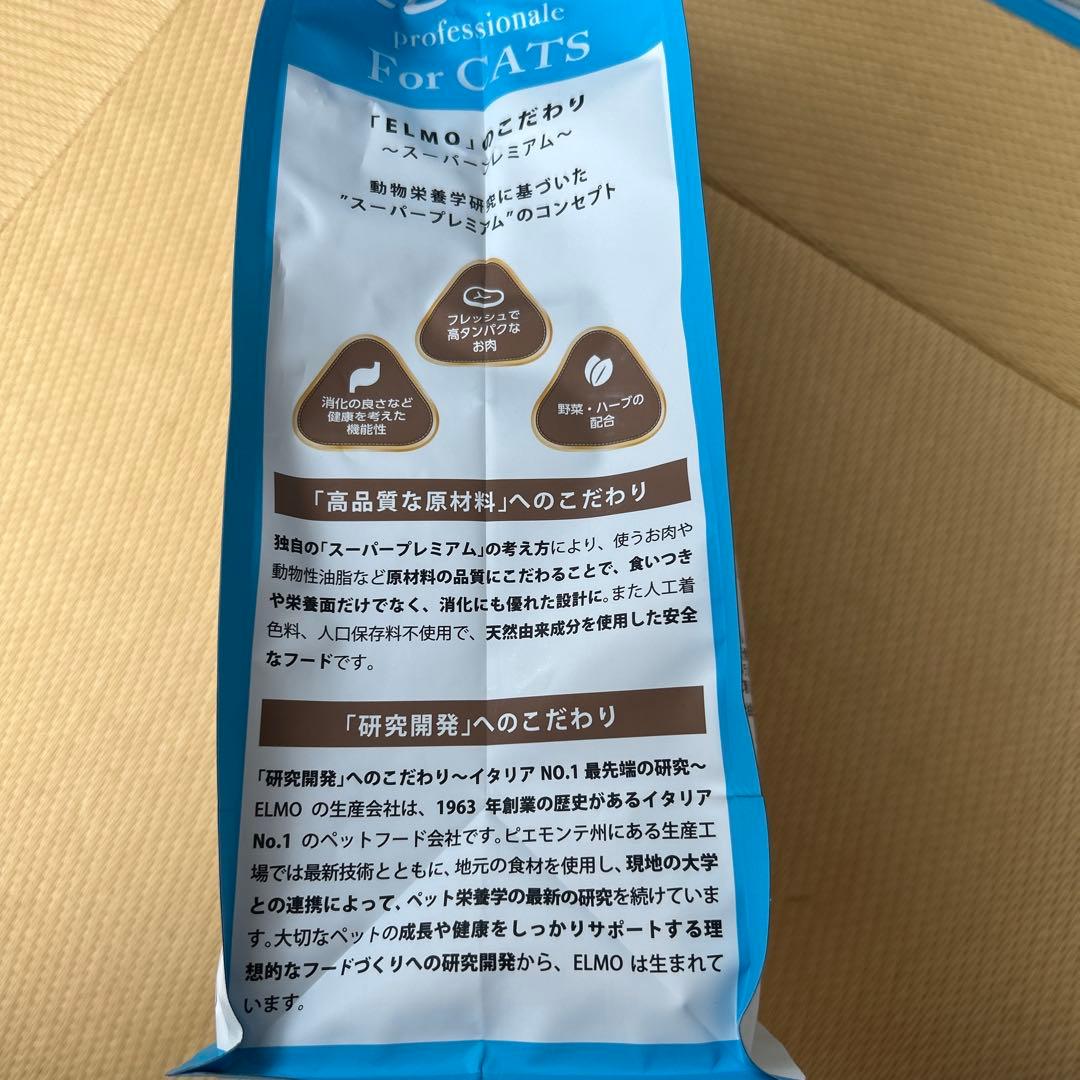 professionale
For CATS
「ELMO」のこだわり
～スーパープレミアム～
動物栄養学研究に基づいた
"スーパープレミアム"のコンセプト
フレッシュで
高タンパクな
お肉
消化の良さなど
健康を考えた
機能性
野菜・ハーブの
配合
「高品質な原材料」へのこだわり
独自の「スーパープレミアム」の考え方により、使うお肉や
動物性油脂など原材料の品質にこだわることで、食いつき
や栄養面だけでなく、消化にも優れた設計に。また人工着
色料、人口保存料不使用で、天然由来成分を使用した安全
なフードです。
「研究開発」へのこだわり
「研究開発」へのこだわり～イタリア NO.1 最先端の研究～
ELMO の生産会社は、1963 年創業の歴史があるイタリア
No.1 のペットフード会社です。ピエモンテ州にある生産工
場では最新技術とともに、地元の食材を使用し、現地の大学
との連携によって、ペット栄養学の最新の研究を続けていま
す。大切なペットの成長や健康をしっかりサポートする理
想的なフードづくりへの研究開発から、ELMO は生まれて
います。